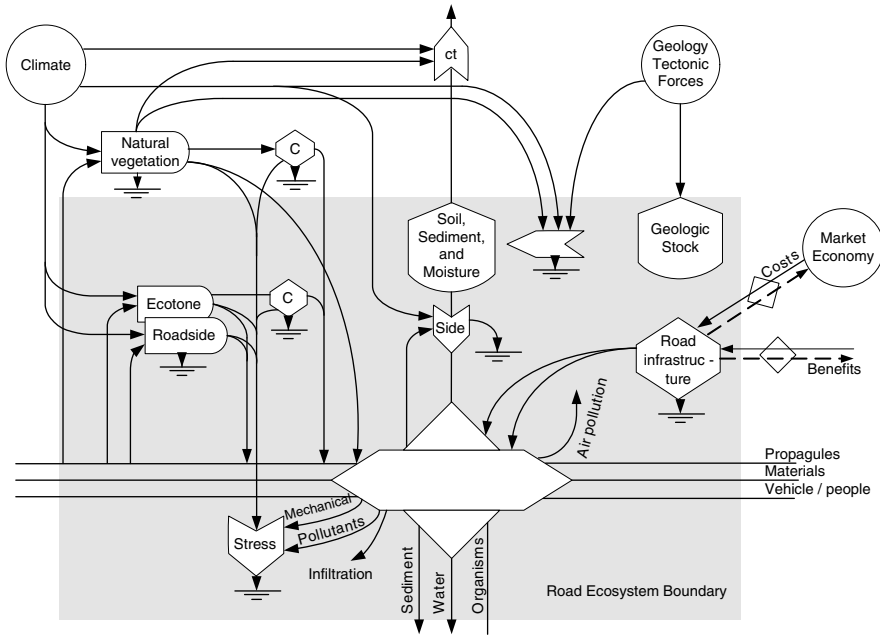 Climate
ct
Geology
Tectonic
Forces
Natural
vegetation
C
Soil,
Sediment,
and
Moisture
Geologic
Stock
Market
Economy
Costs
Ecotone
C
Roadside
Side
Road
infrastruc -
ture
Benefits
Air pollution
Propagules
Materials
Vehicle / people
Mechanical
Pollutants
Stress
Infiltration
Sediment
Water
Organisms
Road Ecosystem Boundary